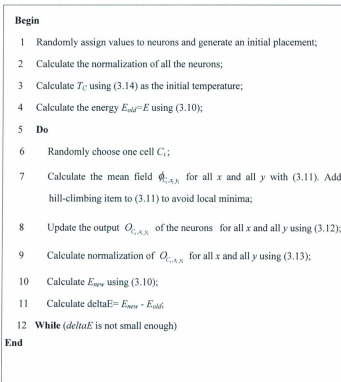 Begin
1 Randomly assign values to neurons and generate an initial placement;
2 Calculate the normalization of all the neurons;
3 Calculate T_C using (3.14) as the initial temperature;
4 Calculate the energy E_old=E using (3.10);
5 Do
6 Randomly choose one cell C_i;
7 Calculate the mean field ϕ_{C_i,x_i,y_i} for all x and all y with (3.11). Add
hill-climbing item to (3.11) to avoid local minima;
8 Update the output O_{C_i,x_i,y_i} of the neurons for all x and all y using (3.12);
9 Calculate normalization of O_{C_i,x_i,y_i} for all x and all y using (3.13);
10 Calculate E_new using (3.10);
11 Calculate deltaE= E_new - E_old;
12 While (deltaE is not small enough)
End